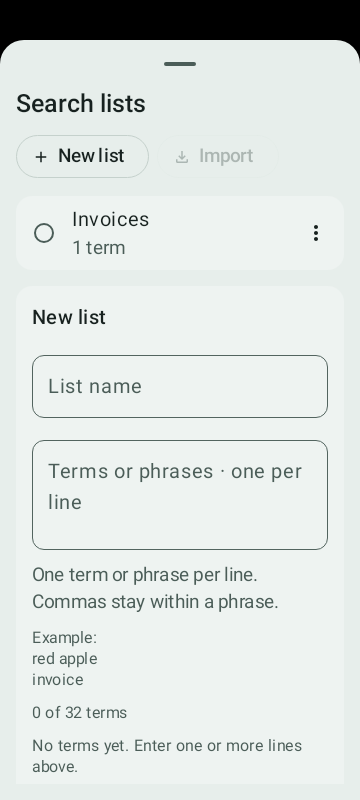 Search lists
New list
Import
Invoices
1 term
New list
List name
Terms or phrases · one per
line
One term or phrase per line.
Commas stay within a phrase.
Example:
red apple
invoice
0 of 32 terms
No terms yet. Enter one or more lines
above.